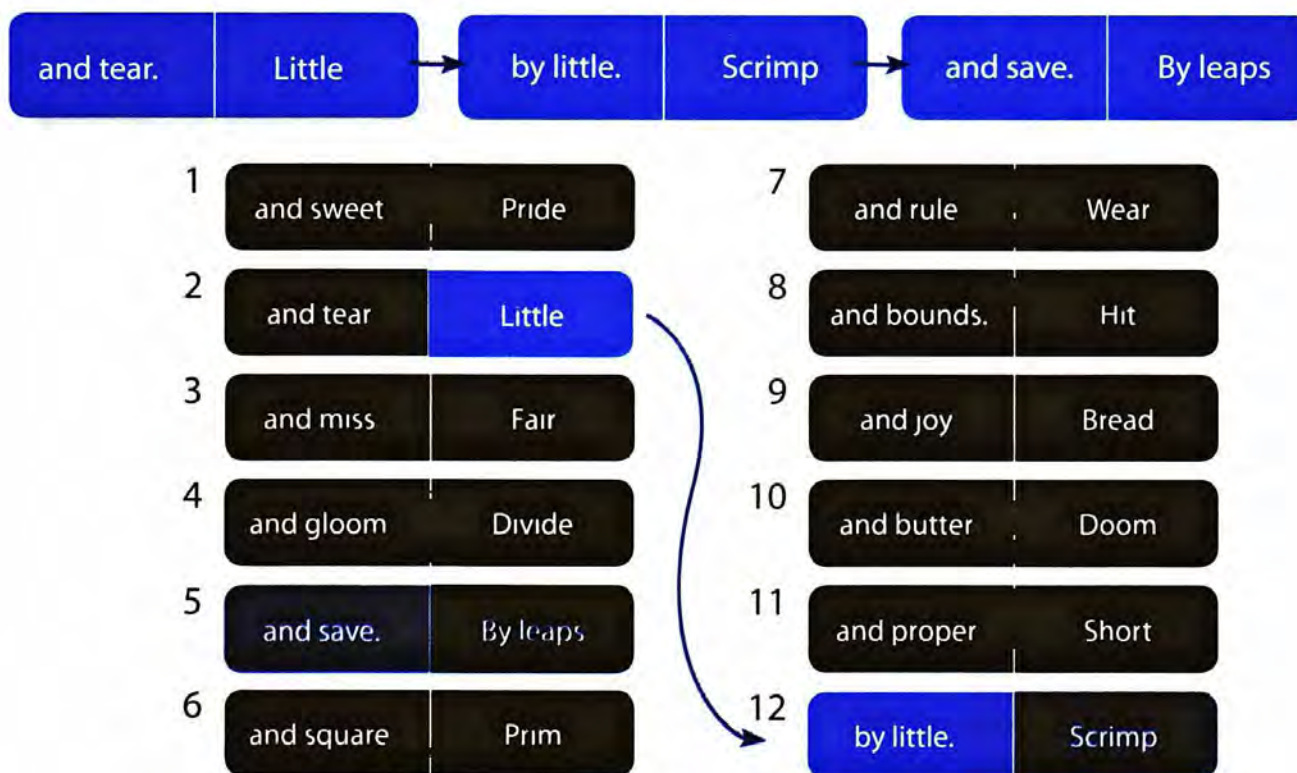 and tear. Little by little. Scrimp and save. By leaps
1 and sweet Pride
2 and tear Little
3 and miss Fair
4 and gloom Divide
5 and save. By leaps
6 and square Prim
7 and rule Wear
8 and bounds. Hit
9 and joy Bread
10 and butter Doom
11 and proper Short
12 by little. Scrimp